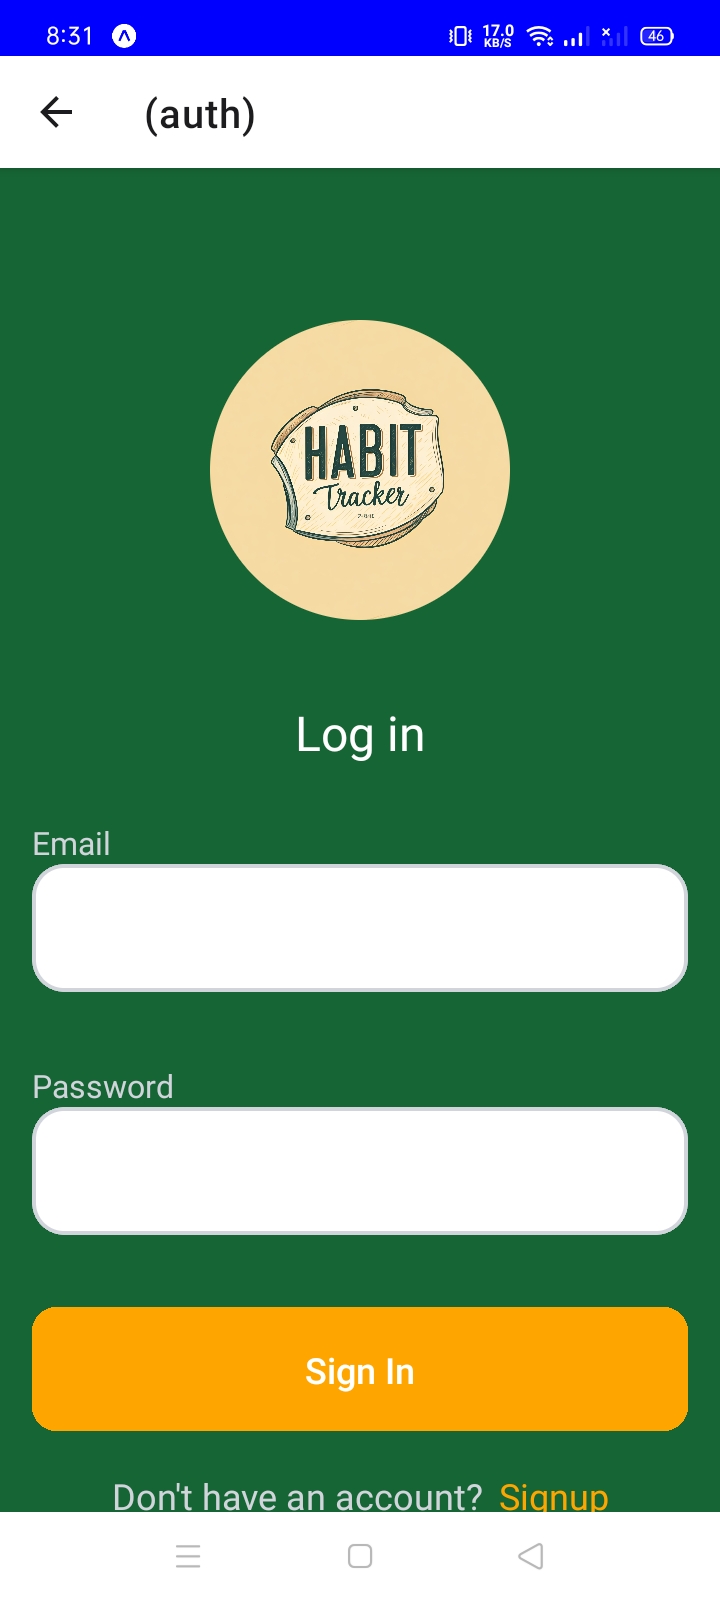 8:31
17.0
KB/S
46
(auth)
HABIT
Tracker
Log in
Email
Password
Sign In
Don't have an account? Signup